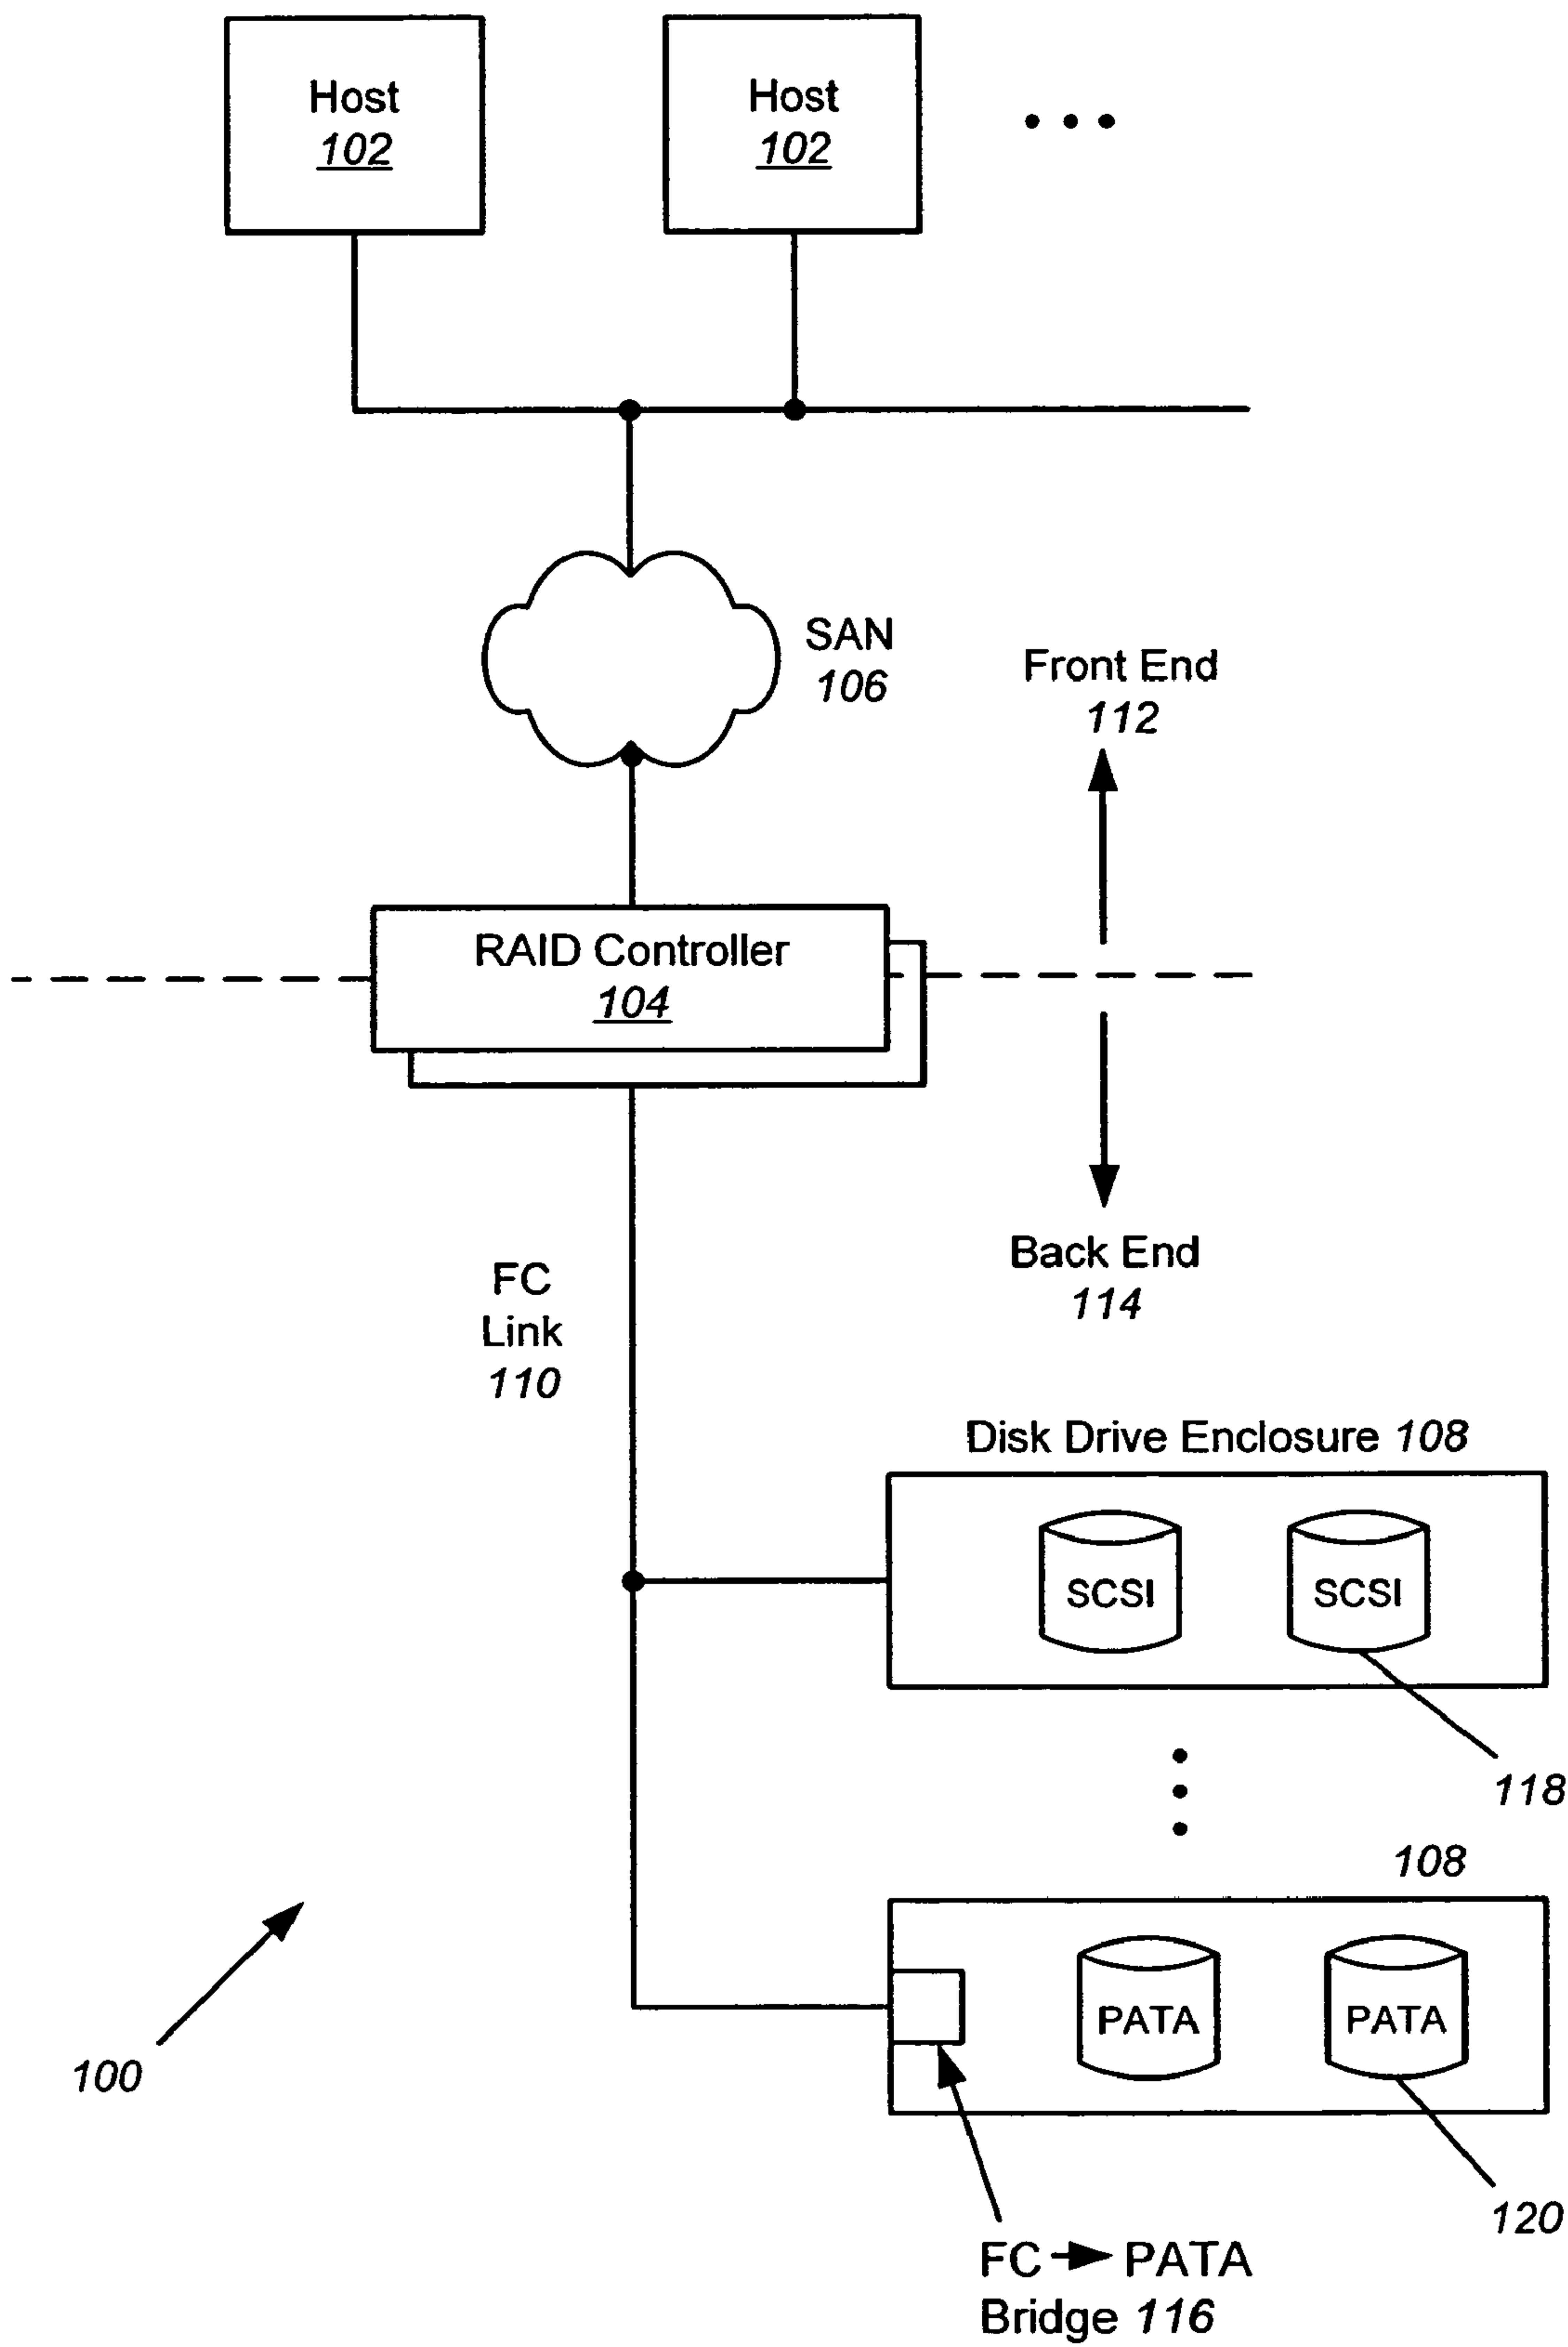 Host
102
Host
102
SAN
106
Front End
112
RAID Controller
104
Back End
114
FC
Link
110
Disk Drive Enclosure 108
SCSI
SCSI
118
108
PATA
PATA
100
120
FC → PATA
Bridge 116